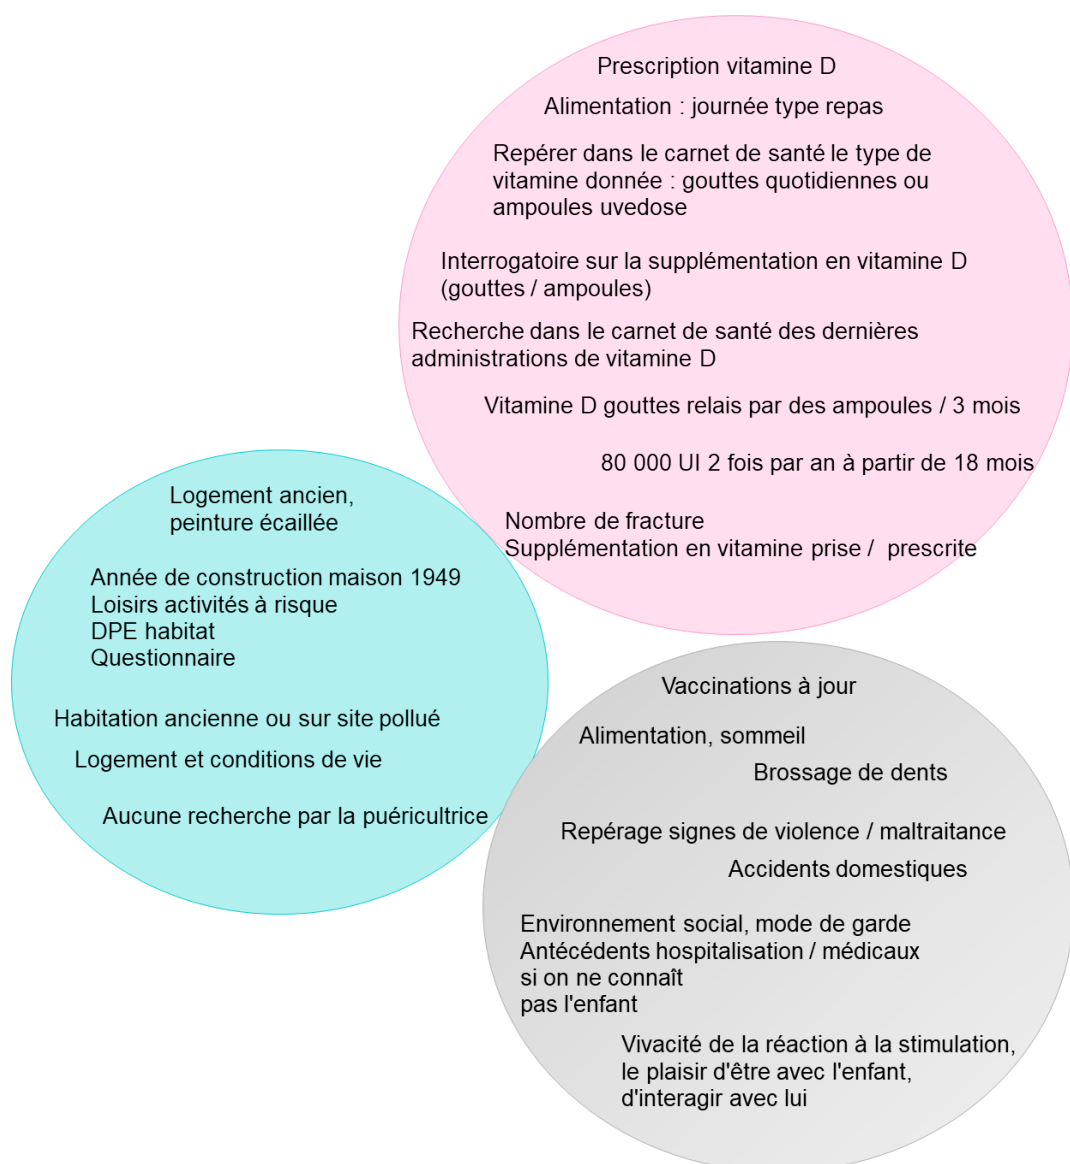 Prescription vitamine D
Alimentation : journée type repas
Repérer dans le carnet de santé le type de
vitamine donnée : gouttes quotidiennes ou
ampoules uvedose
Interrogatoire sur la supplémentation en vitamine D
(gouttes / ampoules)
Recherche dans le carnet de santé des dernières
administrations de vitamine D
Vitamine D gouttes relais par des ampoules / 3 mois
80 000 UI 2 fois par an à partir de 18 mois
Nombre de fracture
Supplémentation en vitamine prise / prescrite
Logement ancien,
peinture écaillée
Année de construction maison 1949
Loisirs activités à risque
DPE habitat
Questionnaire
Habitation ancienne ou sur site pollué
Logement et conditions de vie
Aucune recherche par la puéricultrice
Vaccinations à jour
Alimentation, sommeil
Brossage de dents
Repérage signes de violence / maltraitance
Accidents domestiques
Environnement social, mode de garde
Antécédents hospitalisation / médicaux
si on ne connaît
pas l'enfant
Vivacité de la réaction à la stimulation,
le plaisir d'être avec l'enfant,
d'interagir avec lui